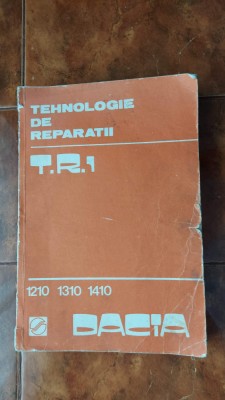 TEHNOLOGIE
DE
REPARATII
T.R.1
1210 1310 1410
DACIA